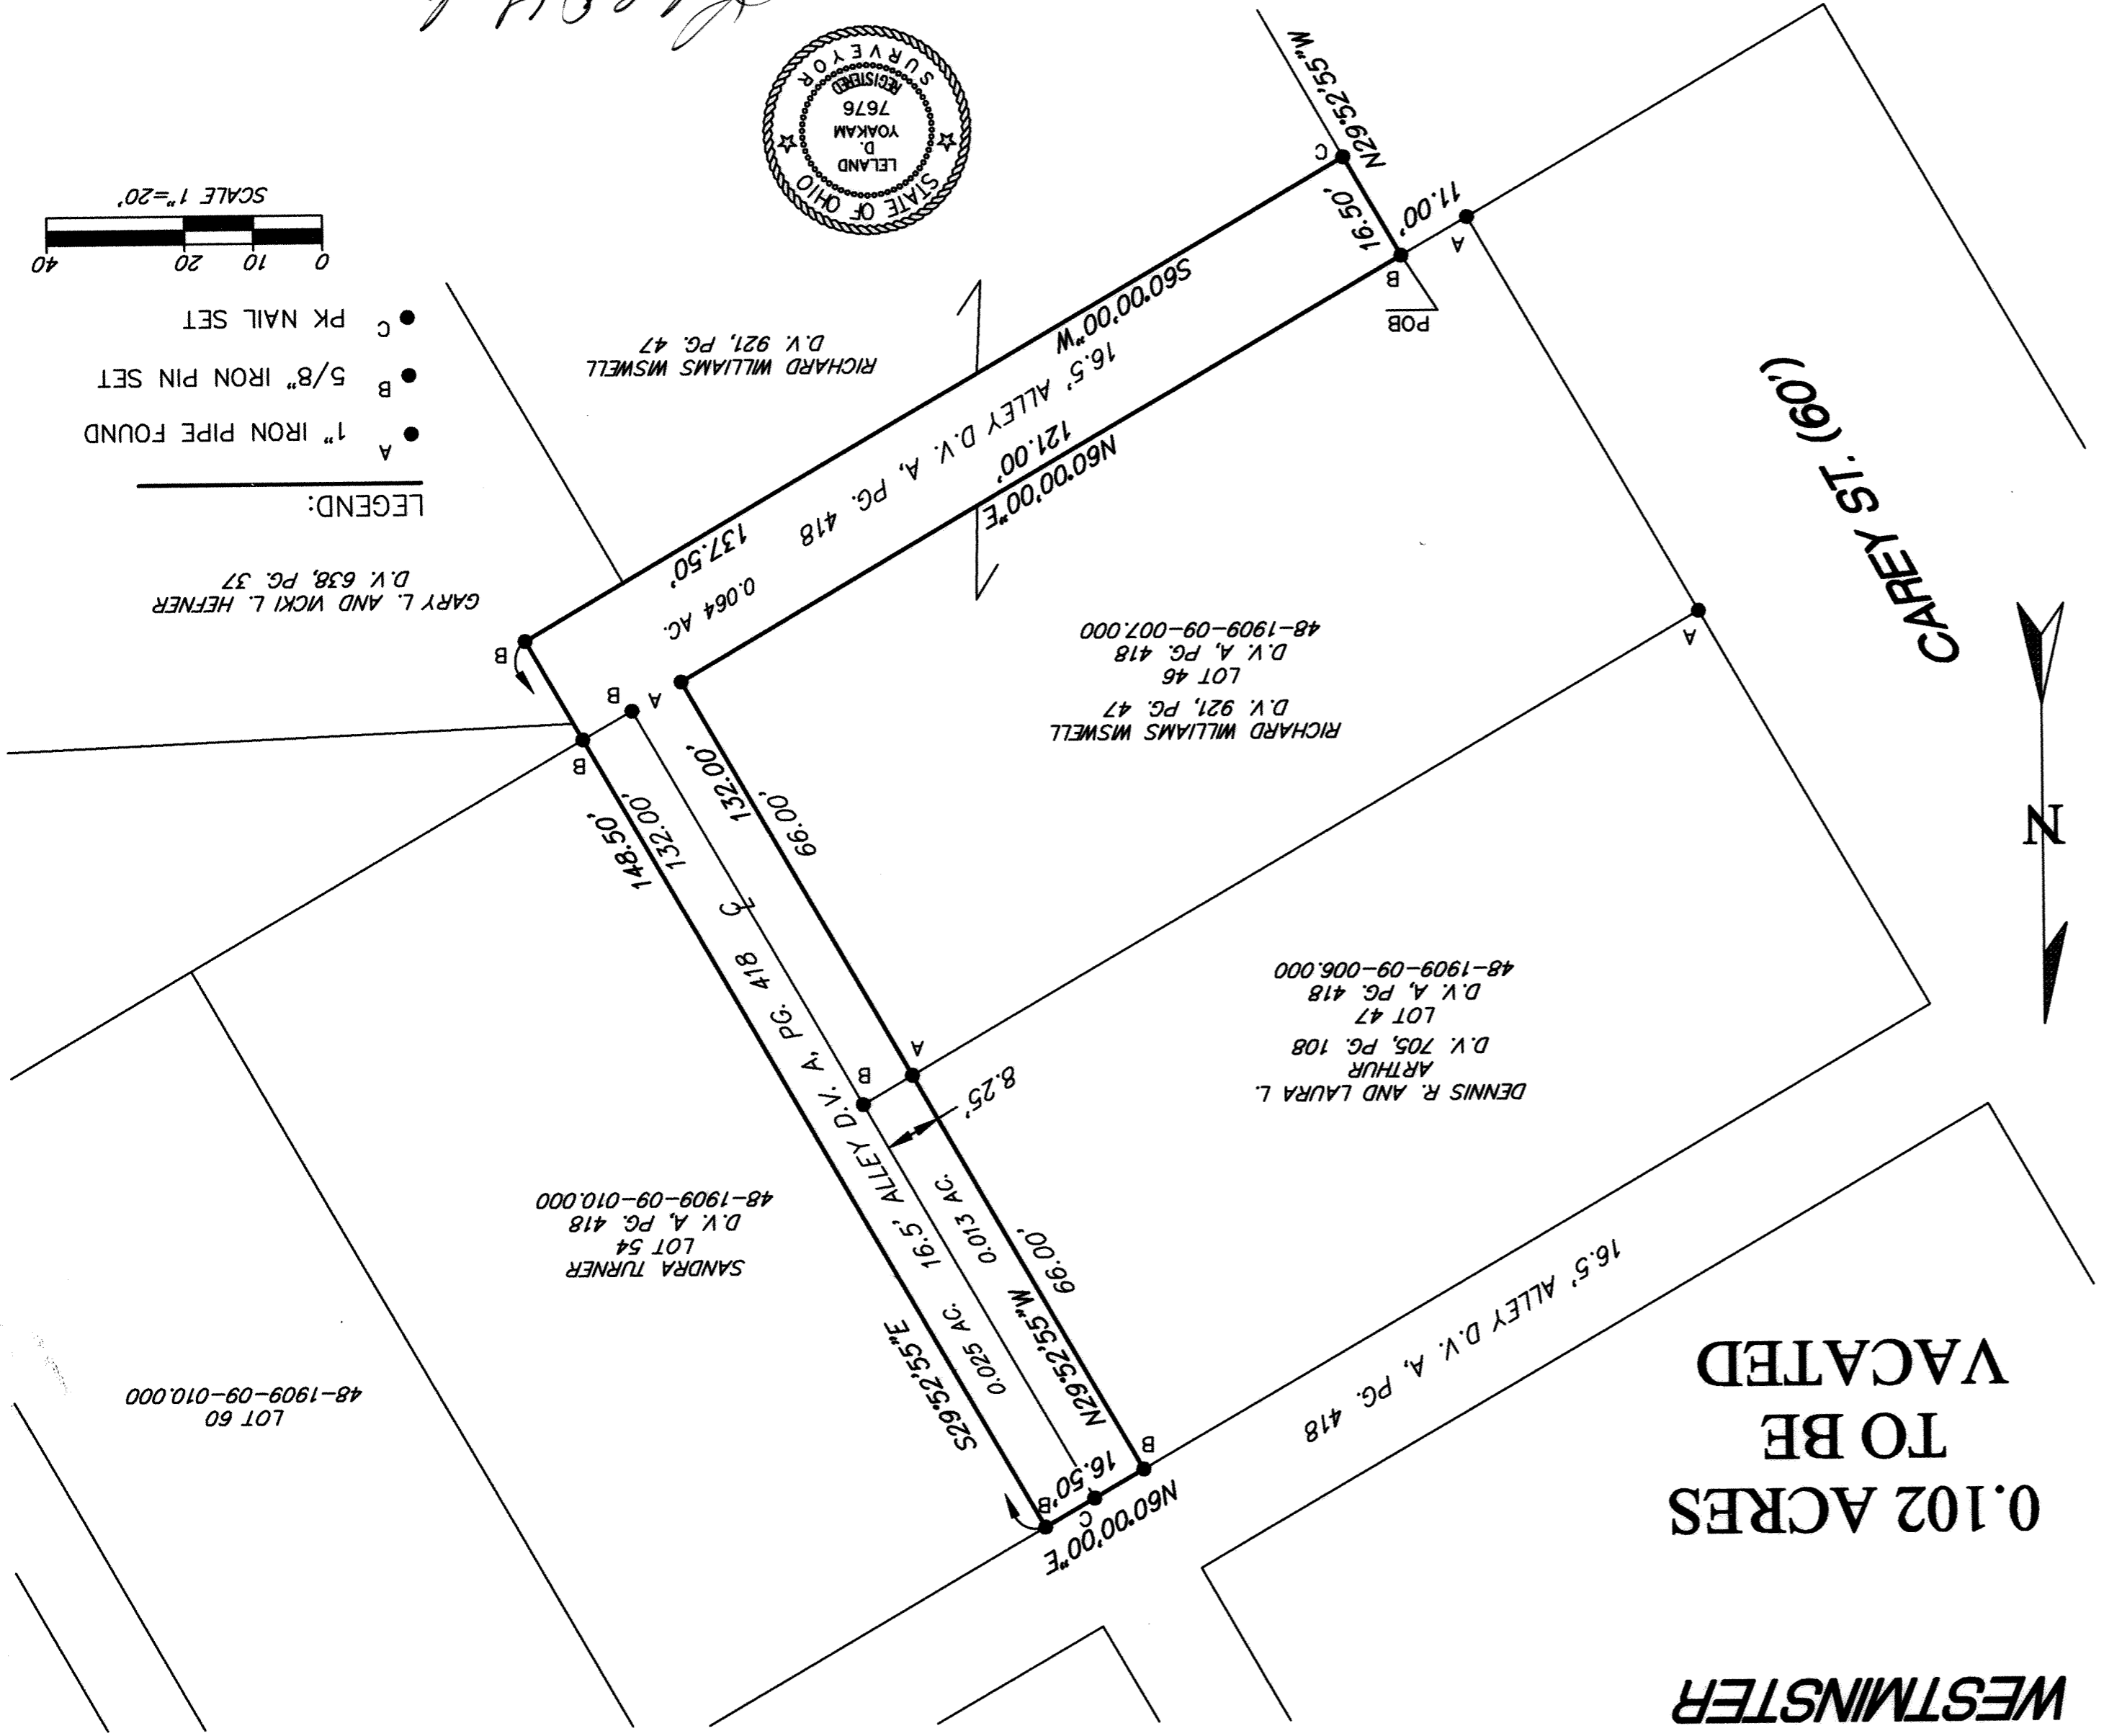 WESTMINSTER
0.102 ACRES
TO BE
VACATED
N
CAREY ST. (60')
16.5' ALLEY D.V. A, PG. 418
N60°00'00"E
16.50'
B
C
B
N29°52'55"W
66.00'
0.013 AC.
0.025 AC.
S29°52'55"E
LOT 60
48-1909-09-010.000
SANDRA TURNER
LOT 54
D.V. A, PG. 418
48-1909-09-010.000
DENNIS R. AND LAURA L.
ARTHUR
D.V. 705, PG. 108
LOT 47
D.V. A, PG. 418
48-1909-09-006.000
8.25'
A
B
16.5' ALLEY D.V. A, PG. 418
CL
66.00'
132.00'
132.00'
148.50'
RICHARD WILLIAMS WISWELL
D.V. 921, PG. 47
LOT 46
D.V. A, PG. 418
48-1909-09-007.000
A
B
A
B
B
0.064 AC.
137.50'
N60°00'00"E
121.00'
16.5' ALLEY D.V. A, PG. 418
S60°00'00"W
GARY L. AND VICKI L. HEFNER
D.V. 638, PG. 37
RICHARD WILLIAMS WISWELL
D.V. 921, PG. 47
POB
B
A
11.00'
16.50'
C
N29°52'55"W
LEGEND:
A
1" IRON PIPE FOUND
B
5/8" IRON PIN SET
C
PK NAIL SET
0 10 20 40
SCALE 1"=20'
STATE OF OHIO
LELAND
D.
YOAKAM
7676
REGISTERED
SURVEYOR